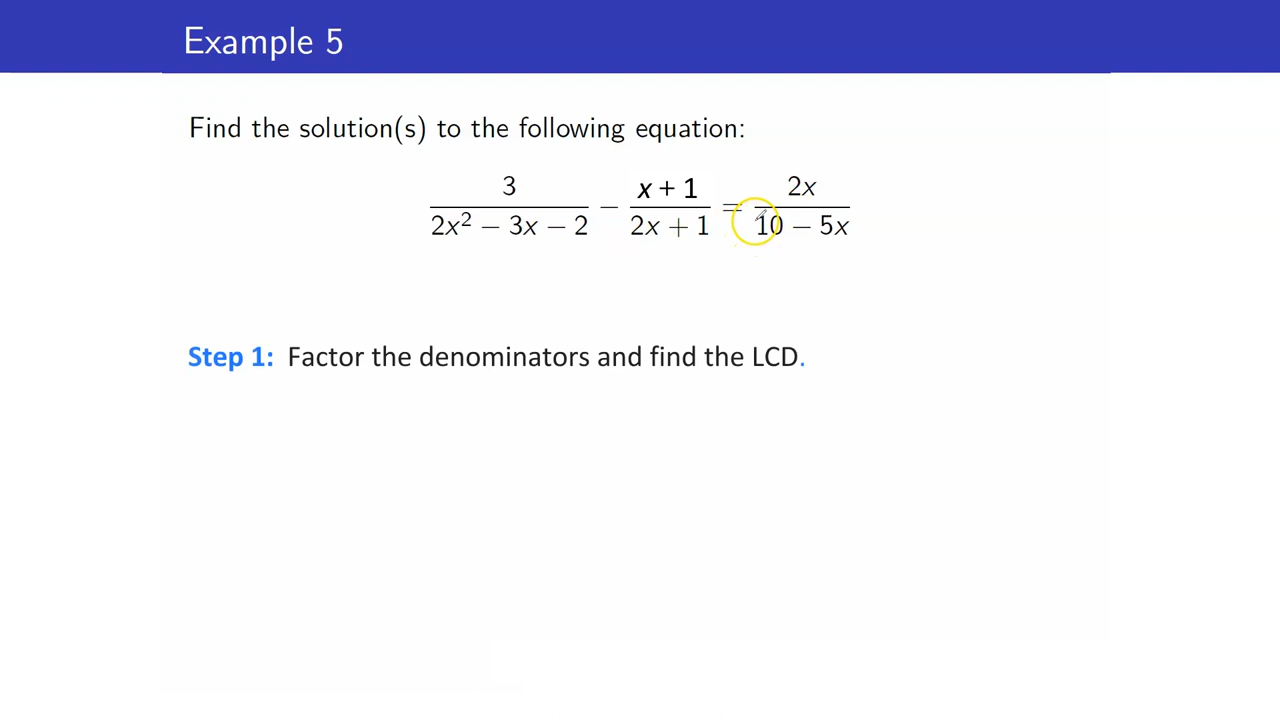 Example 5
Find the solution(s) to the following equation:
3/(2x² − 3x − 2) − (x + 1)/(2x + 1) = 2x/(10 − 5x)
Step 1: Factor the denominators and find the LCD.